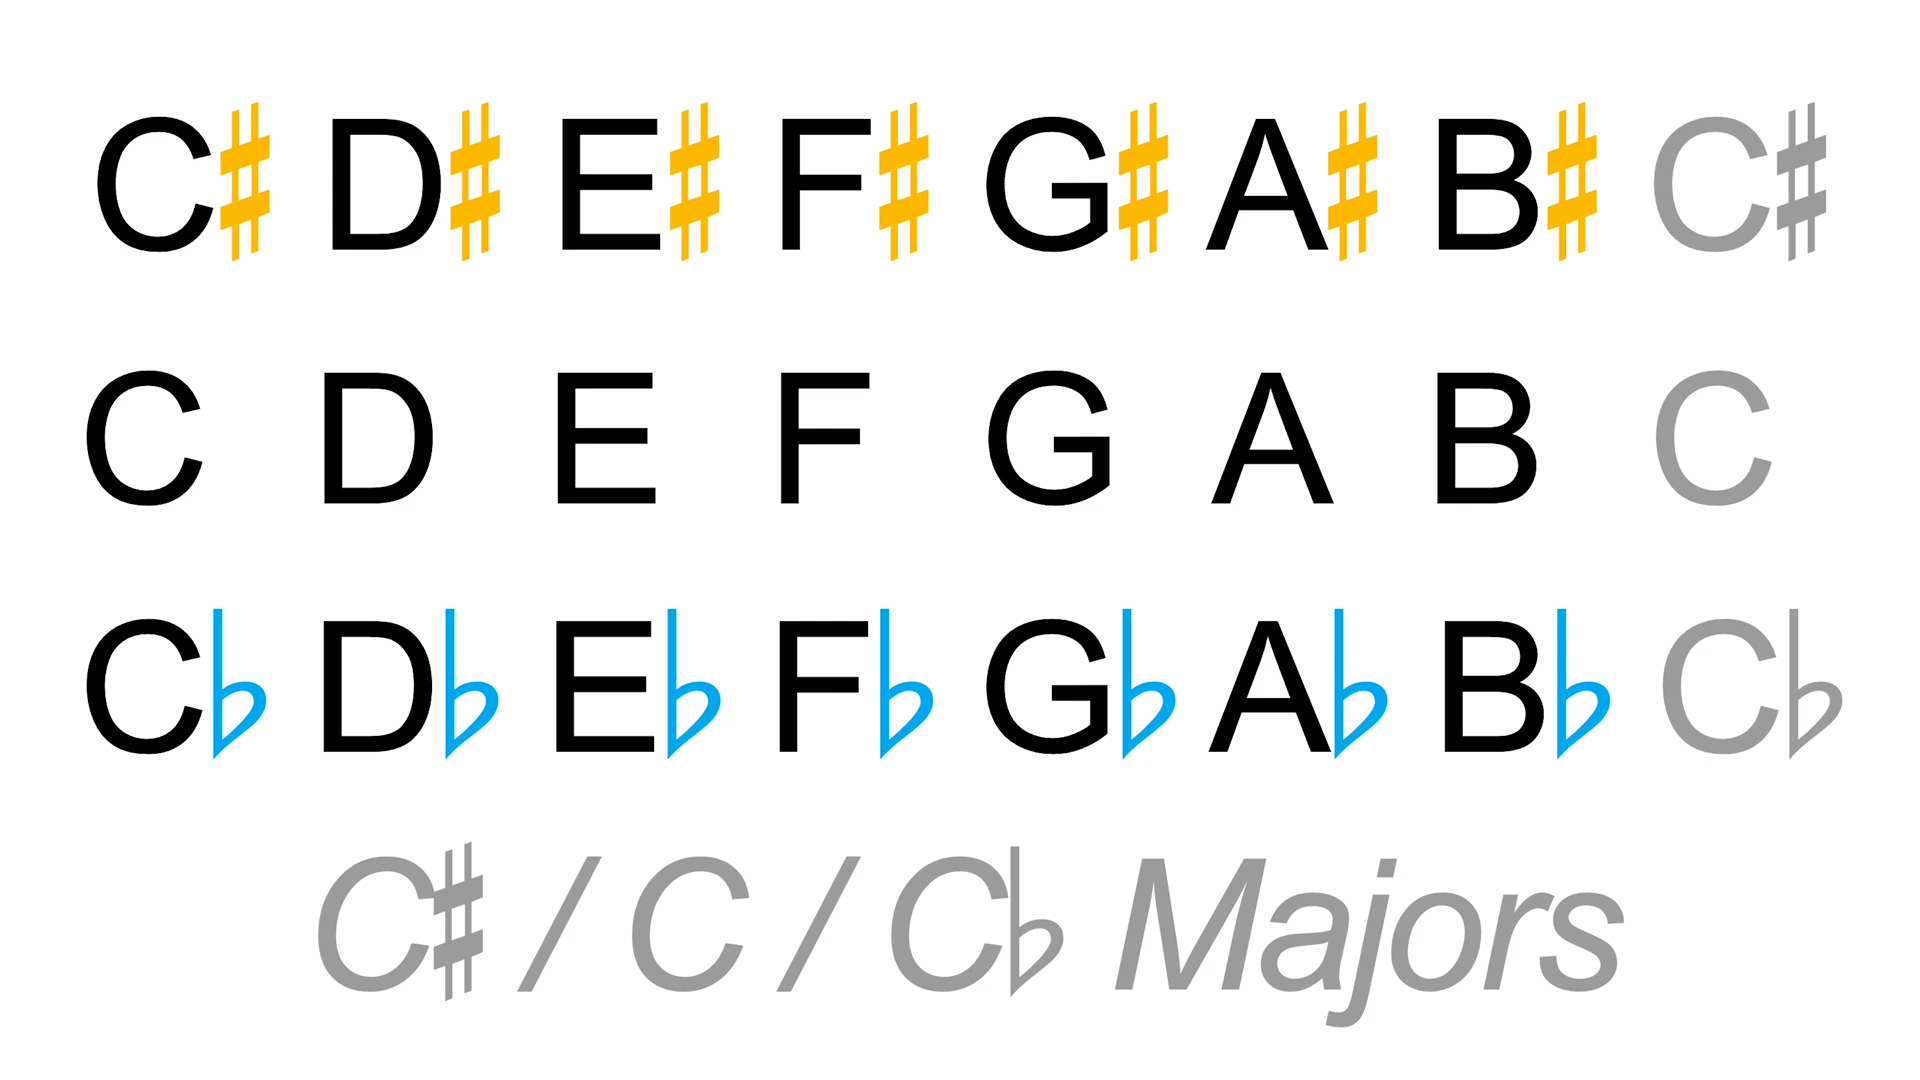 C♯ D♯ E♯ F♯ G♯ A♯ B♯ C♯
C D E F G A B C
C♭ D♭ E♭ F♭ G♭ A♭ B♭ C♭
C♯ / C / C♭ Majors